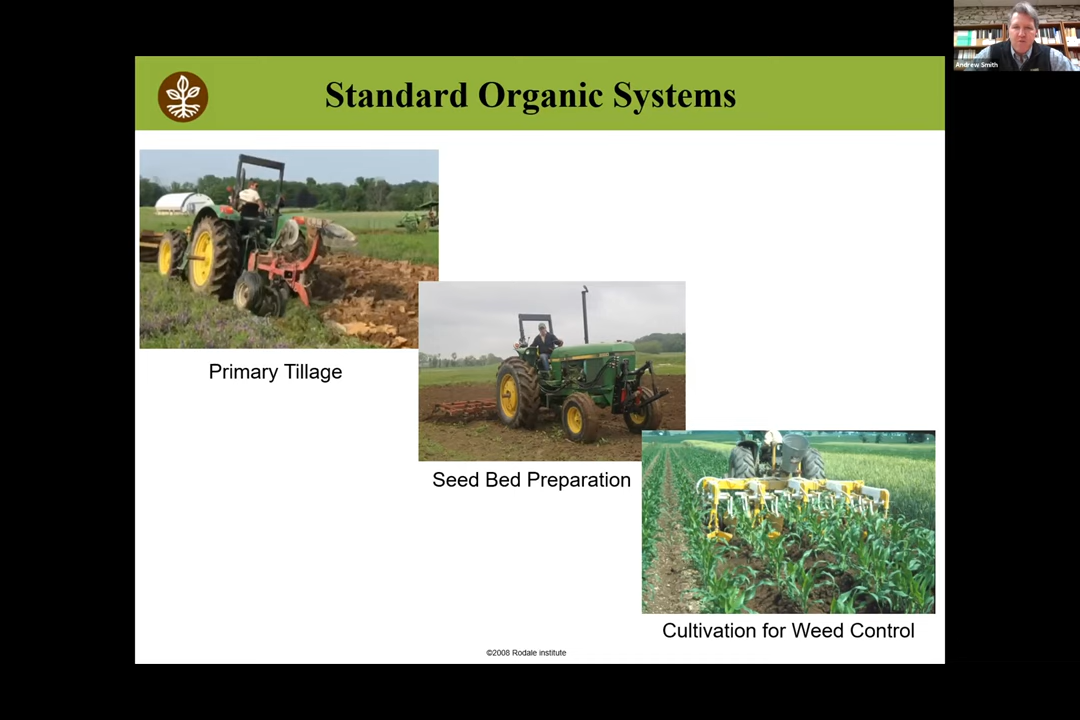 Standard Organic Systems
Andrew Smith
Primary Tillage
Seed Bed Preparation
Cultivation for Weed Control
©2008 Rodale institute